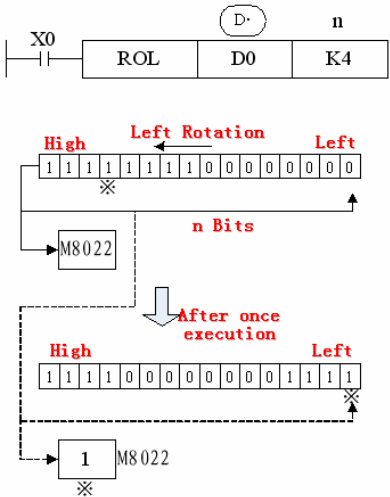 D· n
X0
ROL D0 K4
Left Rotation
High Left
1 1 1 1 1 1 1 1 0 0 0 0 0 0 0 0
※
n Bits
M8022
After once
execution
High Left
1 1 1 1 0 0 0 0 0 0 0 0 1 1 1 1
※
1 M8022
※